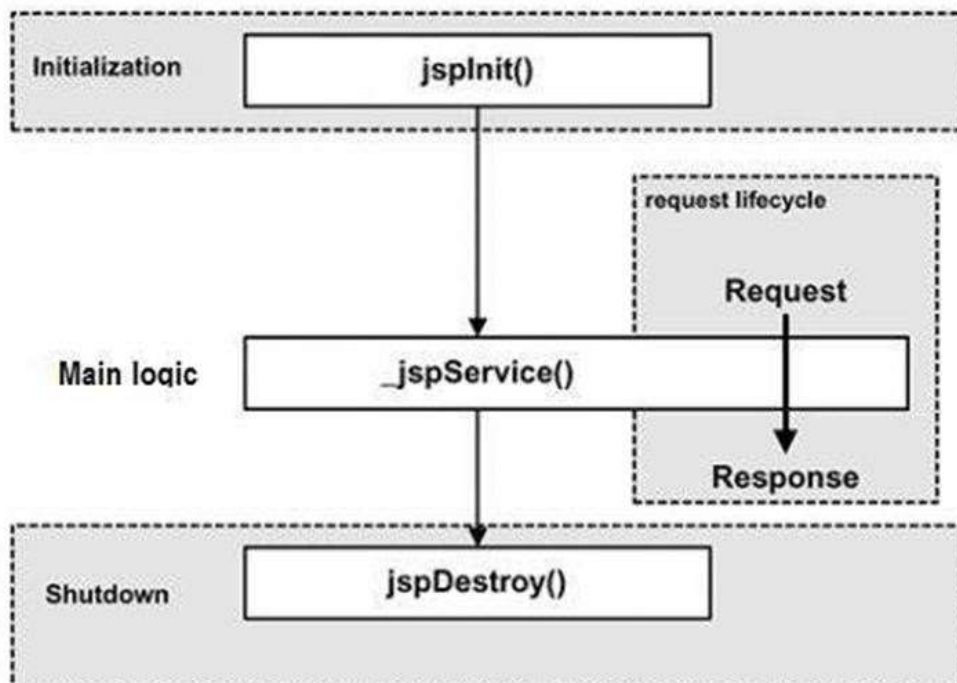 Initialization
jspInit()
request lifecycle
Request
Main logic
_jspService()
Response
jspDestroy()
Shutdown